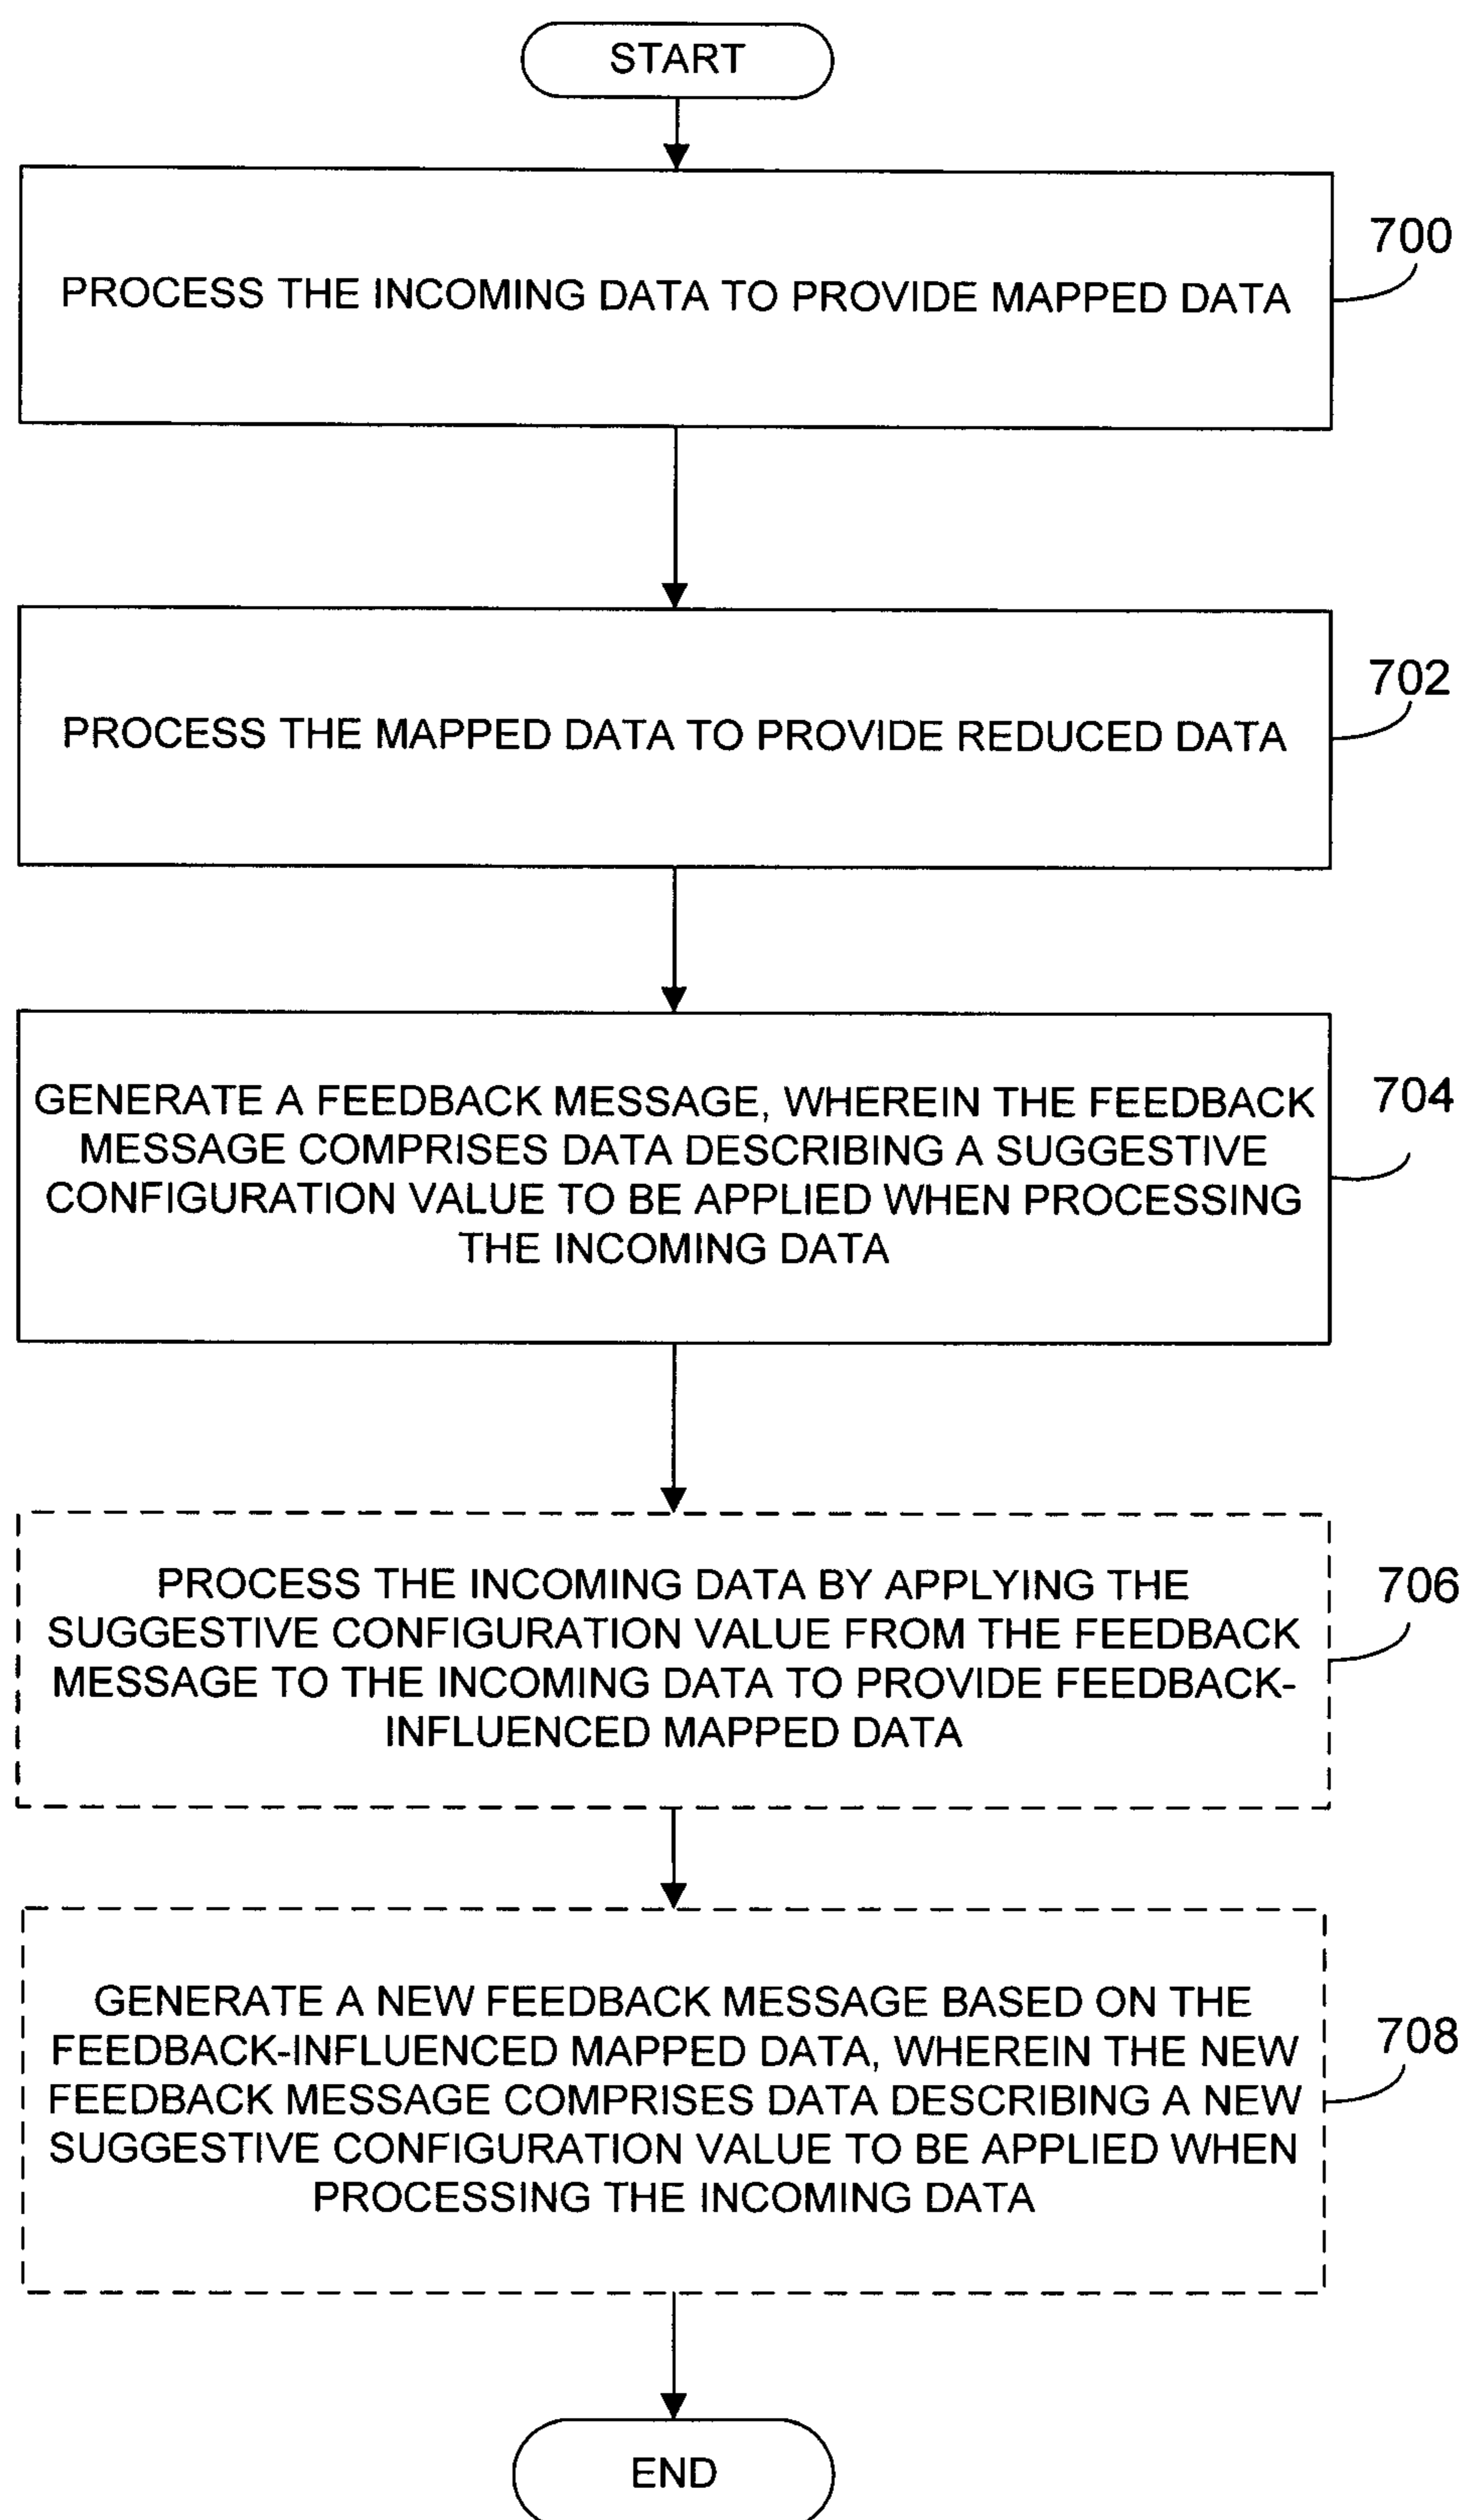 START
PROCESS THE INCOMING DATA TO PROVIDE MAPPED DATA
700
PROCESS THE MAPPED DATA TO PROVIDE REDUCED DATA
702
GENERATE A FEEDBACK MESSAGE, WHEREIN THE FEEDBACK
MESSAGE COMPRISES DATA DESCRIBING A SUGGESTIVE
CONFIGURATION VALUE TO BE APPLIED WHEN PROCESSING
THE INCOMING DATA
704
PROCESS THE INCOMING DATA BY APPLYING THE
SUGGESTIVE CONFIGURATION VALUE FROM THE FEEDBACK
MESSAGE TO THE INCOMING DATA TO PROVIDE FEEDBACK-
INFLUENCED MAPPED DATA
706
GENERATE A NEW FEEDBACK MESSAGE BASED ON THE
FEEDBACK-INFLUENCED MAPPED DATA, WHEREIN THE NEW
FEEDBACK MESSAGE COMPRISES DATA DESCRIBING A NEW
SUGGESTIVE CONFIGURATION VALUE TO BE APPLIED WHEN
PROCESSING THE INCOMING DATA
708
END